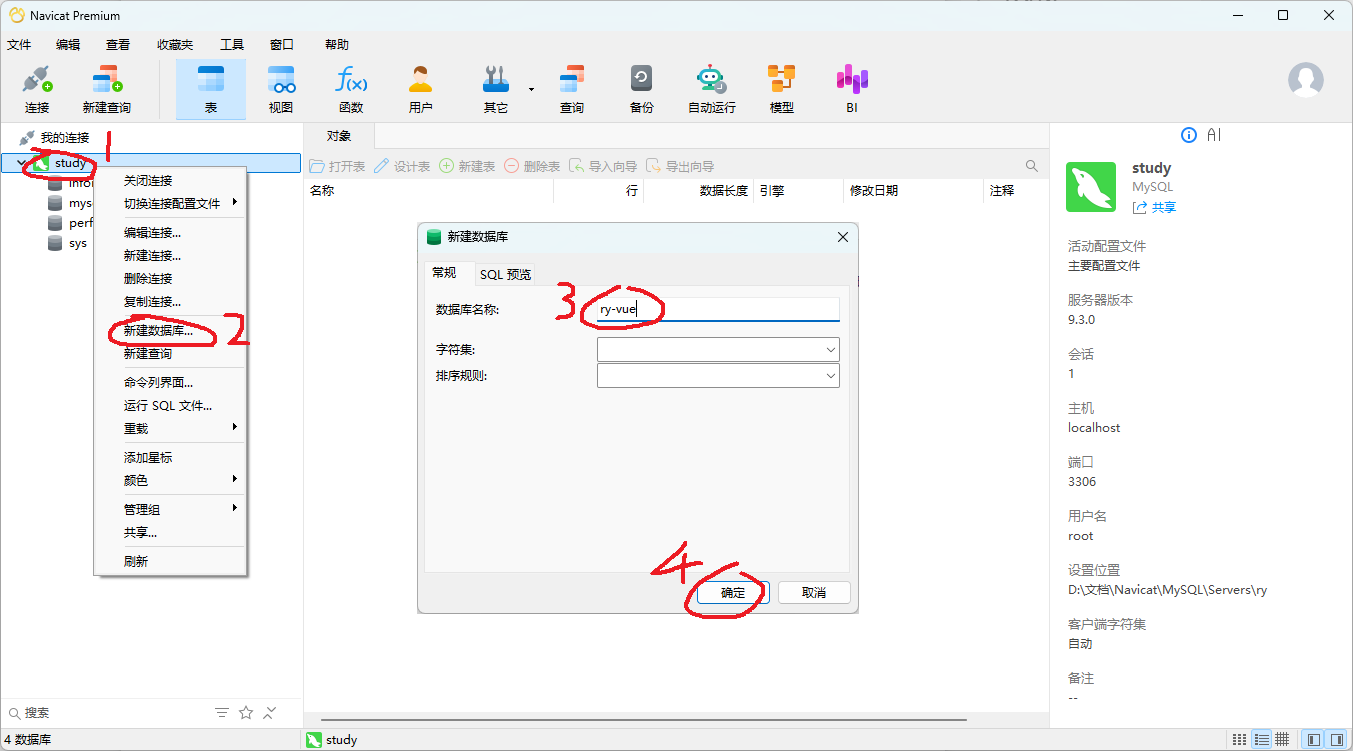 Navicat Premium
文件 编辑 查看 收藏夹 工具 窗口 帮助
连接 新建查询 表 视图 函数 用户 其它 查询 备份 自动运行 模型 BI
我的连接
study
mys
perf
sys
1
关闭连接
切换连接配置文件
编辑连接...
新建连接...
删除连接
复制连接...
新建数据库...
2
新建查询
命令列界面...
运行 SQL 文件...
重载
添加星标
颜色
管理组
共享...
刷新
对象
打开表 设计表 新建表 删除表 导入向导 导出向导
名称 行 数据长度 引擎 修改日期 注释
新建数据库
常规 SQL 预览
数据库名称: 3 ry-vue
字符集:
排序规则:
4
确定 取消
AI
study
MySQL
共享
活动配置文件
主要配置文件
服务器版本
9.3.0
会话
1
主机
localhost
端口
3306
用户名
root
设置位置
D:\文档\Navicat\MySQL\Servers\ry
客户端字符集
自动
备注
--
搜索
4 数据库 study